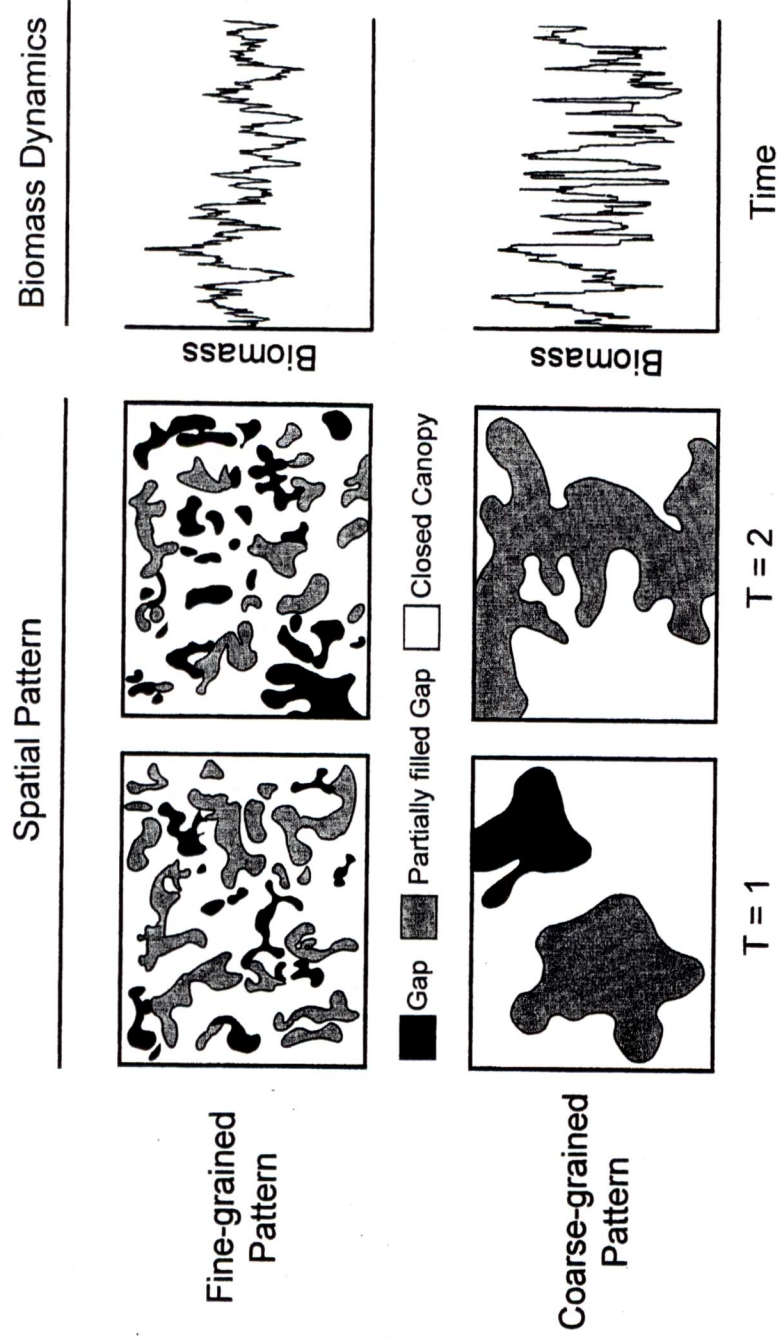 Spatial Pattern
Biomass Dynamics
Fine-grained
Pattern
Biomass
Gap
Partially filled Gap
Closed Canopy
Coarse-grained
Pattern
Biomass
T = 1
T = 2
Time